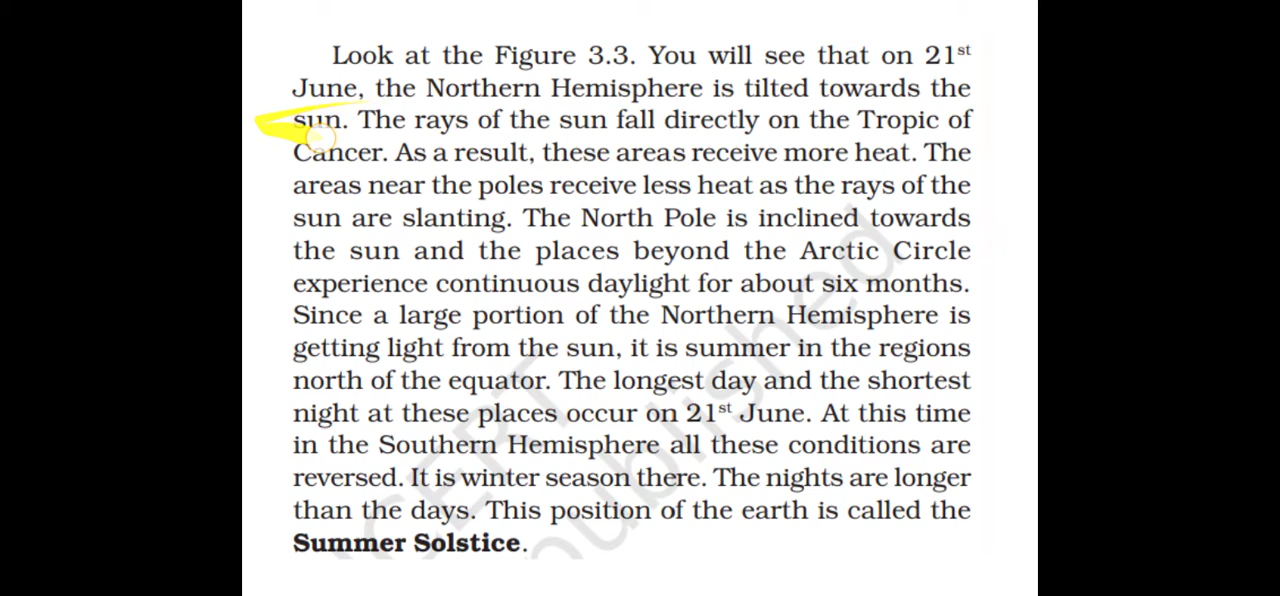 Look at the Figure 3.3. You will see that on 21st
June, the Northern Hemisphere is tilted towards the
sun. The rays of the sun fall directly on the Tropic of
Cancer. As a result, these areas receive more heat. The
areas near the poles receive less heat as the rays of the
sun are slanting. The North Pole is inclined towards
the sun and the places beyond the Arctic Circle
experience continuous daylight for about six months.
Since a large portion of the Northern Hemisphere is
getting light from the sun, it is summer in the regions
north of the equator. The longest day and the shortest
night at these places occur on 21st June. At this time
in the Southern Hemisphere all these conditions are
reversed. It is winter season there. The nights are longer
than the days. This position of the earth is called the
Summer Solstice.